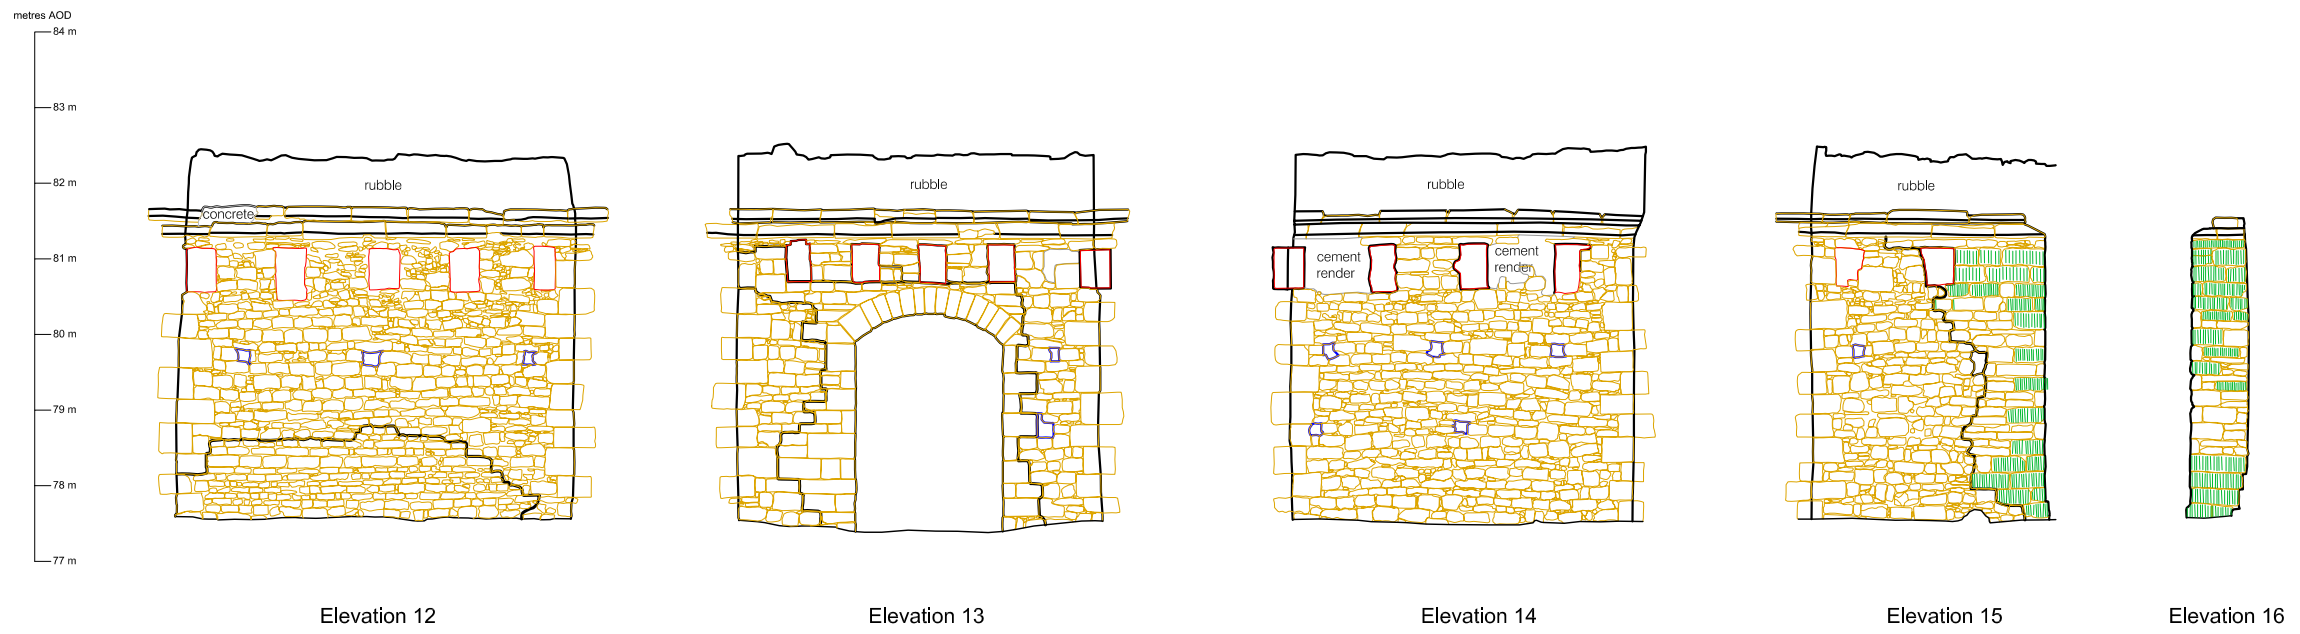 metres AOD
84 m
83 m
82 m
81 m
80 m
79 m
78 m
77 m
rubble
concrete
Elevation 12
rubble
Elevation 13
rubble
cement
render
cement
render
Elevation 14
rubble
Elevation 15
Elevation 16